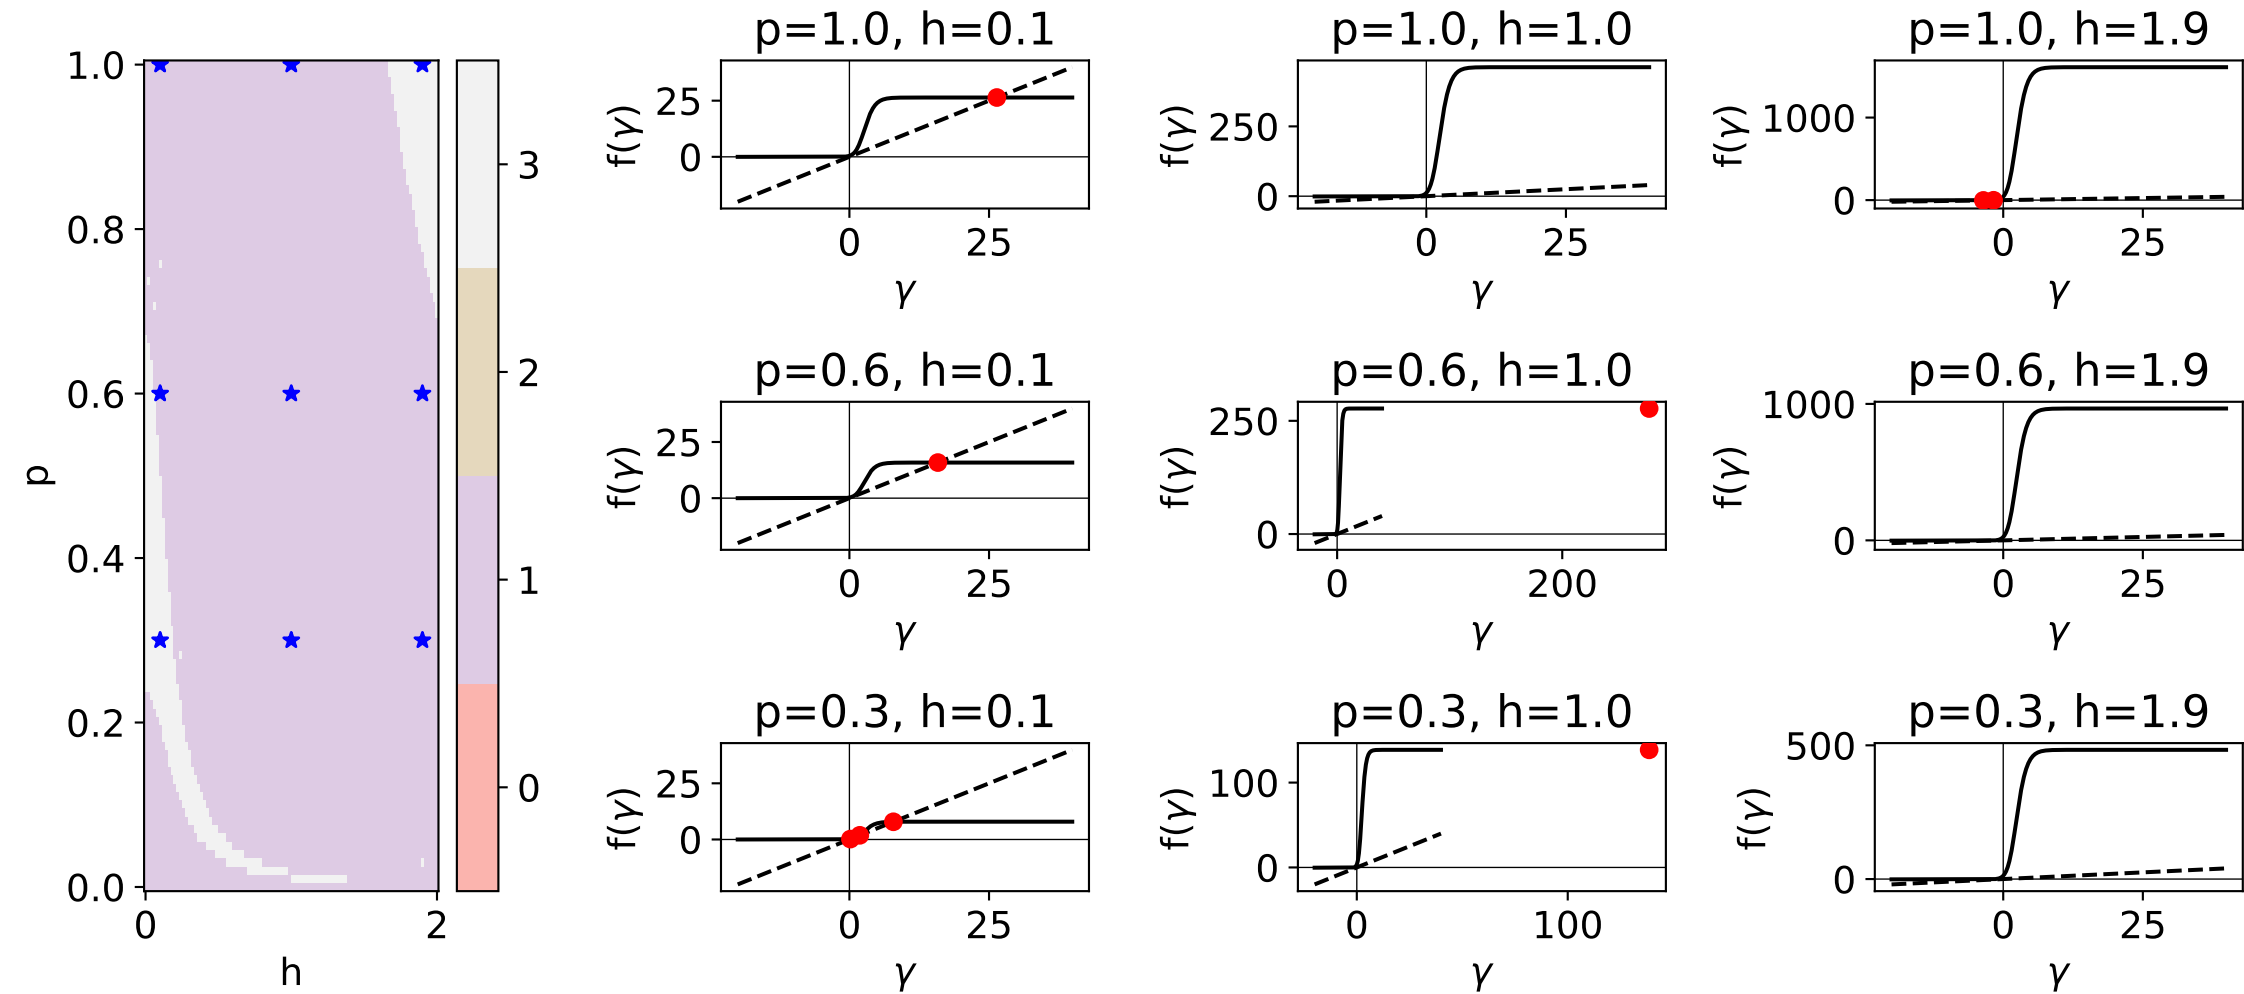 p
1.0
0.8
0.6
0.4
0.2
0.0
0 2
h
3
2
1
0
p=1.0, h=0.1
f(γ)
25
0
0 25
γ
p=1.0, h=1.0
f(γ)
250
0
0 25
γ
p=1.0, h=1.9
f(γ)
1000
0
0 25
γ
p=0.6, h=0.1
f(γ)
25
0
0 25
γ
p=0.6, h=1.0
f(γ)
250
0
0 200
γ
p=0.6, h=1.9
f(γ)
1000
0
0 25
γ
p=0.3, h=0.1
f(γ)
25
0
0 25
γ
p=0.3, h=1.0
f(γ)
100
0
0 100
γ
p=0.3, h=1.9
f(γ)
500
0
0 25
γ